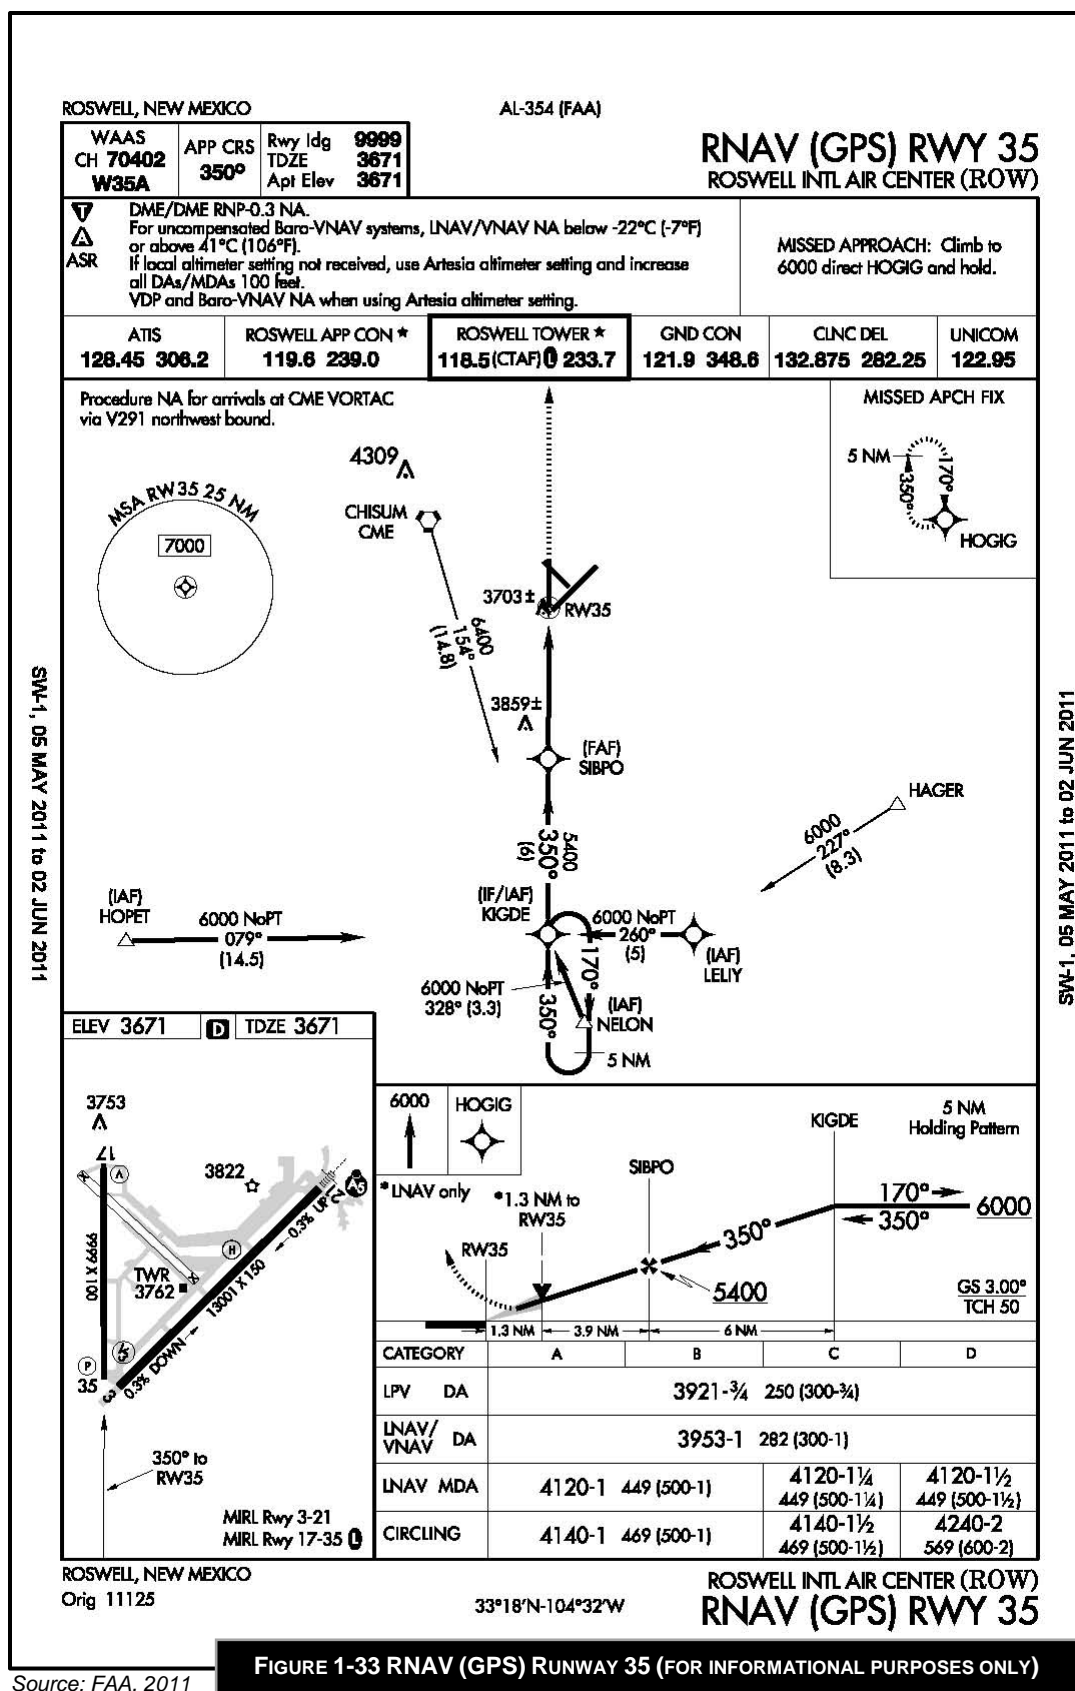 ROSWELL, NEW MEXICO
AL-354 (FAA)
WAAS
CH 70402
W35A
APP CRS
350°
Rwy ldg 9999
TDZE 3671
Apt Elev 3671
RNAV (GPS) RWY 35
ROSWELL INTL AIR CENTER (ROW)
T
A
ASR
DME/DME RNP-0.3 NA.
For uncompensated Baro-VNAV systems, LNAV/VNAV NA below -22°C (-7°F)
or above 41°C (106°F).
If local altimeter setting not received, use Artesia altimeter setting and increase
all DAs/MDAs 100 feet.
VDP and Baro-VNAV NA when using Artesia altimeter setting.
MISSED APPROACH: Climb to
6000 direct HOGIG and hold.
ATIS
128.45 306.2
ROSWELL APP CON *
119.6 239.0
ROSWELL TOWER *
118.5 (CTAF) L 233.7
GND CON
121.9 348.6
CLNC DEL
132.875 282.25
UNICOM
122.95
Procedure NA for arrivals at CME VORTAC
via V291 northwest bound.
MISSED APCH FIX
5 NM
170°
350°
HOGIG
4309
CHISUM
CME
MSA RW35 25 NM
7000
6400
154°
(14.8)
3703±
RW35
3859±
(FAF)
SIBPO
HAGER
6000
227°
(8.3)
5400
350°
(6)
(IAF)
HOPET
6000 NoPT
079°
(14.5)
(IF/IAF)
KIGDE
6000 NoPT
260°
(5)
(IAF)
LELIY
6000 NoPT
328° (3.3)
170°
350°
(IAF)
NELON
5 NM
SW-1, 05 MAY 2011 to 02 JUN 2011
SW-1, 05 MAY 2011 to 02 JUN 2011
ELEV 3671
D
TDZE 3671
3753
17
V
3822
A5
21
0.3% UP
9999 X 100
H
TWR
3762
13001 X 150
V5
P
35
3
0.3% DOWN
350° to
RW35
MIRL Rwy 3-21
MIRL Rwy 17-35 L
6000
HOGIG
KIGDE
5 NM
Holding Pattern
SIBPO
*LNAV only
*1.3 NM to
RW35
RW35
350°
170°
350°
6000
5400
GS 3.00°
TCH 50
1.3 NM
3.9 NM
6 NM
CATEGORY A B C D
LPV DA 3921-¾ 250 (300-¾)
LNAV/
VNAV DA 3953-1 282 (300-1)
LNAV MDA 4120-1 449 (500-1)
4120-1¼
449 (500-1¼)
4120-1½
449 (500-1½)
CIRCLING 4140-1 469 (500-1)
4140-1½
469 (500-1½)
4240-2
569 (600-2)
ROSWELL, NEW MEXICO
Orig 11125
33°18'N-104°32'W
ROSWELL INTL AIR CENTER (ROW)
RNAV (GPS) RWY 35
FIGURE 1-33 RNAV (GPS) RUNWAY 35 (FOR INFORMATIONAL PURPOSES ONLY)
Source: FAA, 2011